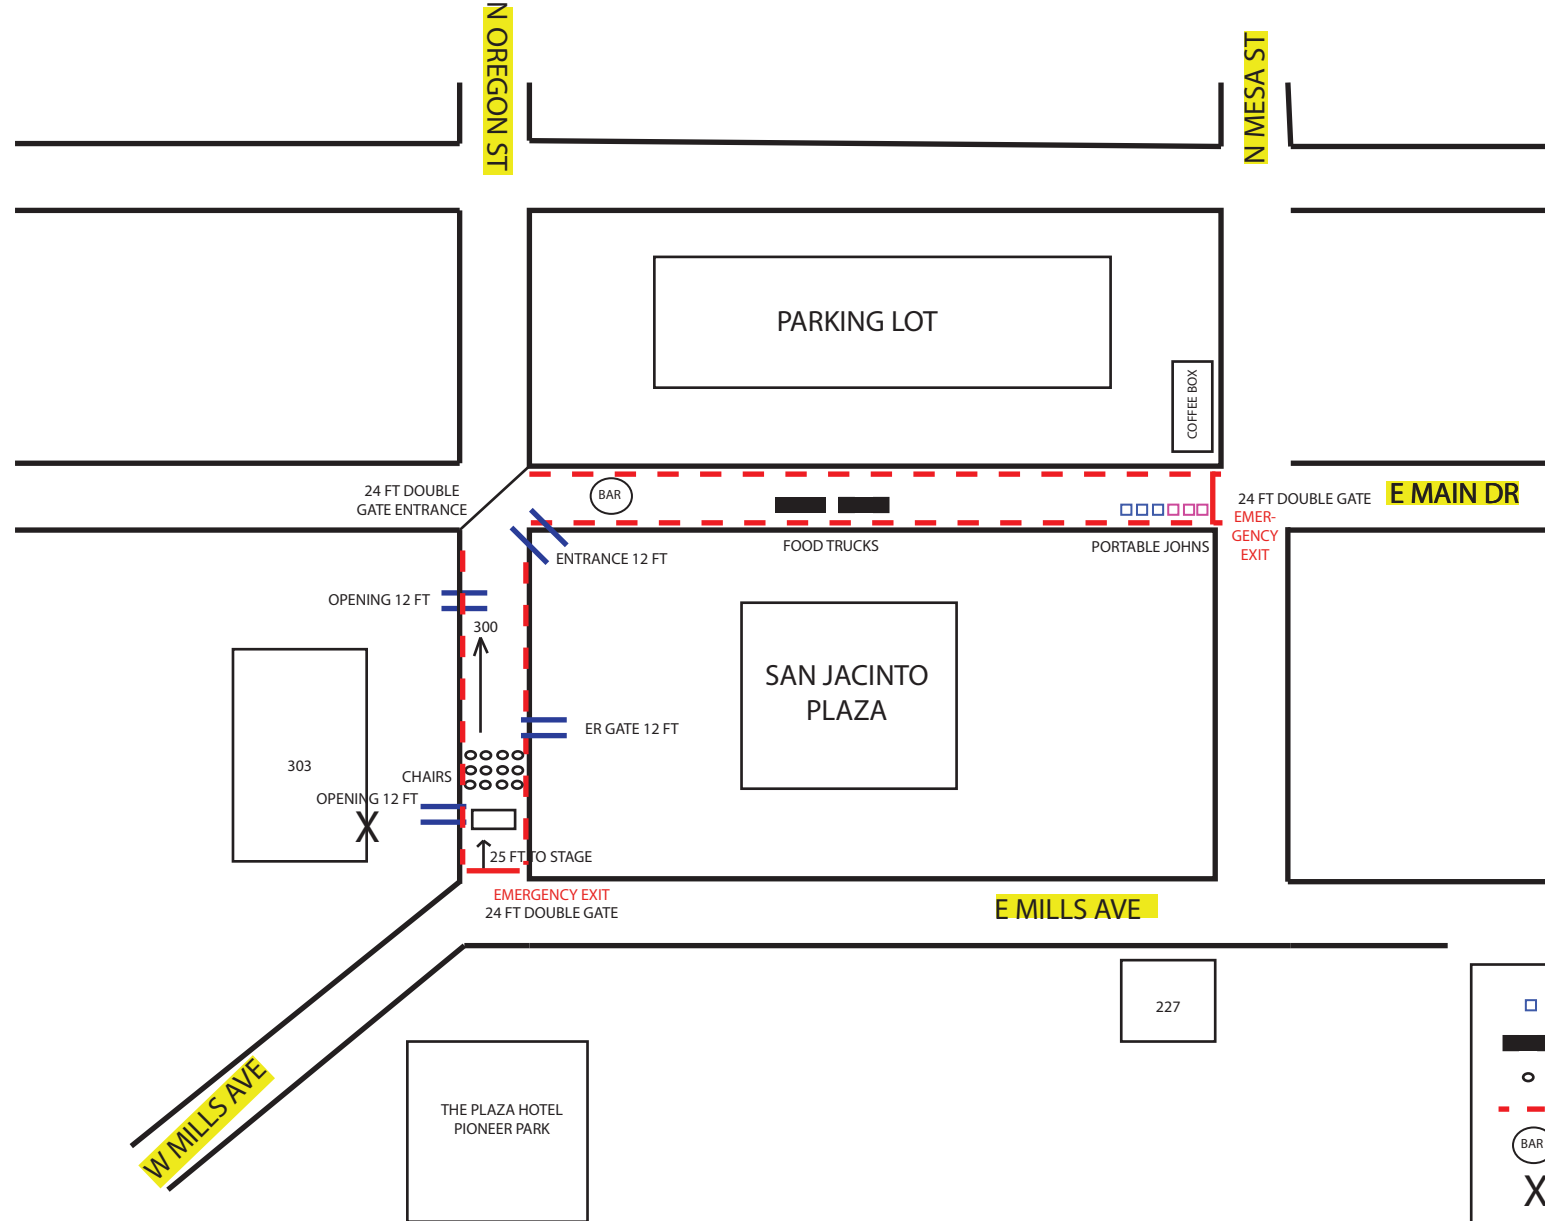 N OREGON ST
N MESA ST
PARKING LOT
COFFEE BOX
24 FT DOUBLE
GATE ENTRANCE
BAR
24 FT DOUBLE GATE
E MAIN DR
EMER-
GENCY
EXIT
FOOD TRUCKS
PORTABLE JOHNS
ENTRANCE 12 FT
OPENING 12 FT
300
SAN JACINTO
PLAZA
ER GATE 12 FT
303
CHAIRS
OPENING 12 FT
X
25 FT TO STAGE
EMERGENCY EXIT
24 FT DOUBLE GATE
E MILLS AVE
227
W MILLS AVE
THE PLAZA HOTEL
PIONEER PARK
BAR
X